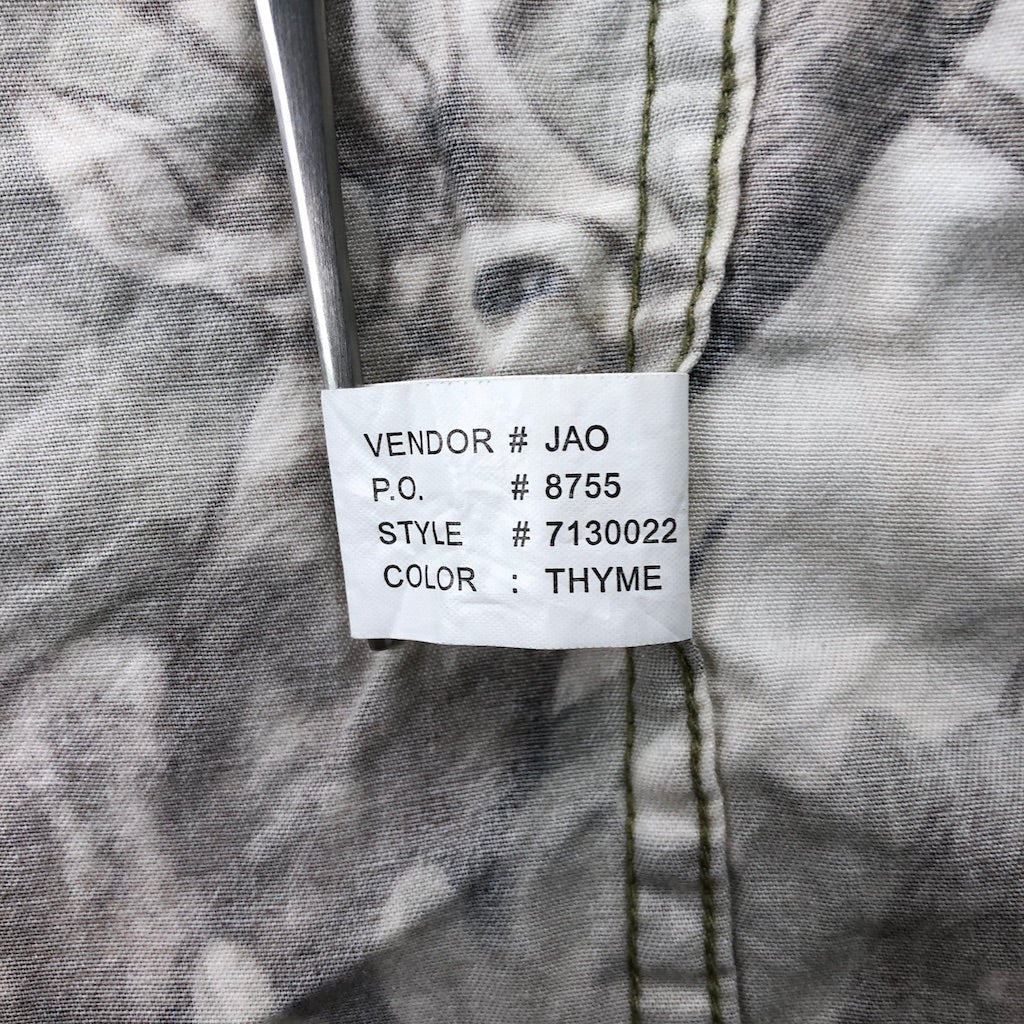 VENDOR # JAO
P.O. # 8755
STYLE # 7130022
COLOR : THYME